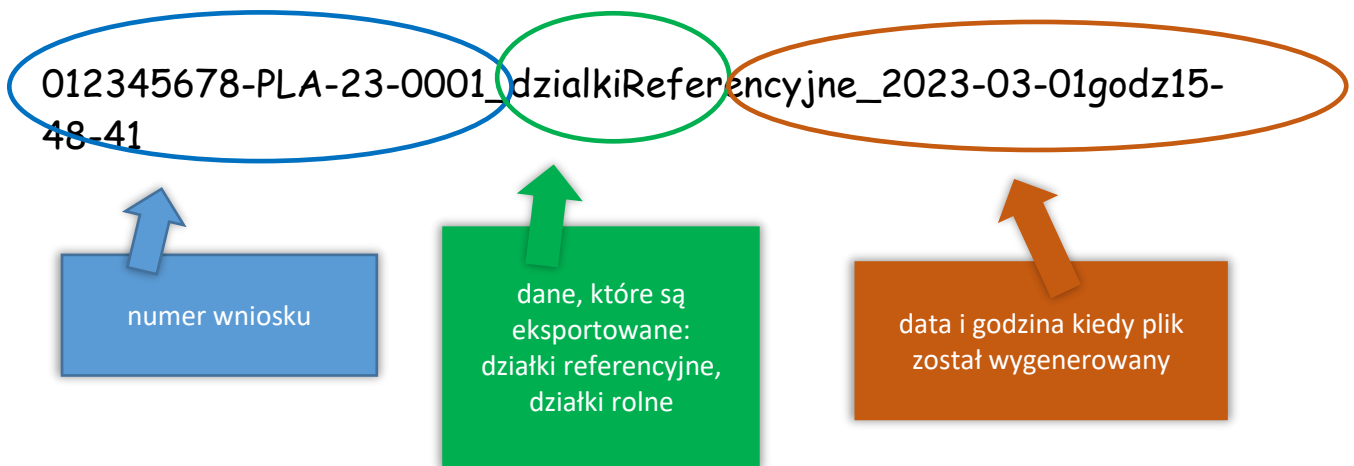 012345678-PLA-23-0001_dzialkiReferencyjne_2023-03-01godz15-
48-41
numer wniosku
dane, które są
eksportowane:
działki referencyjne,
działki rolne
data i godzina kiedy plik
został wygenerowany